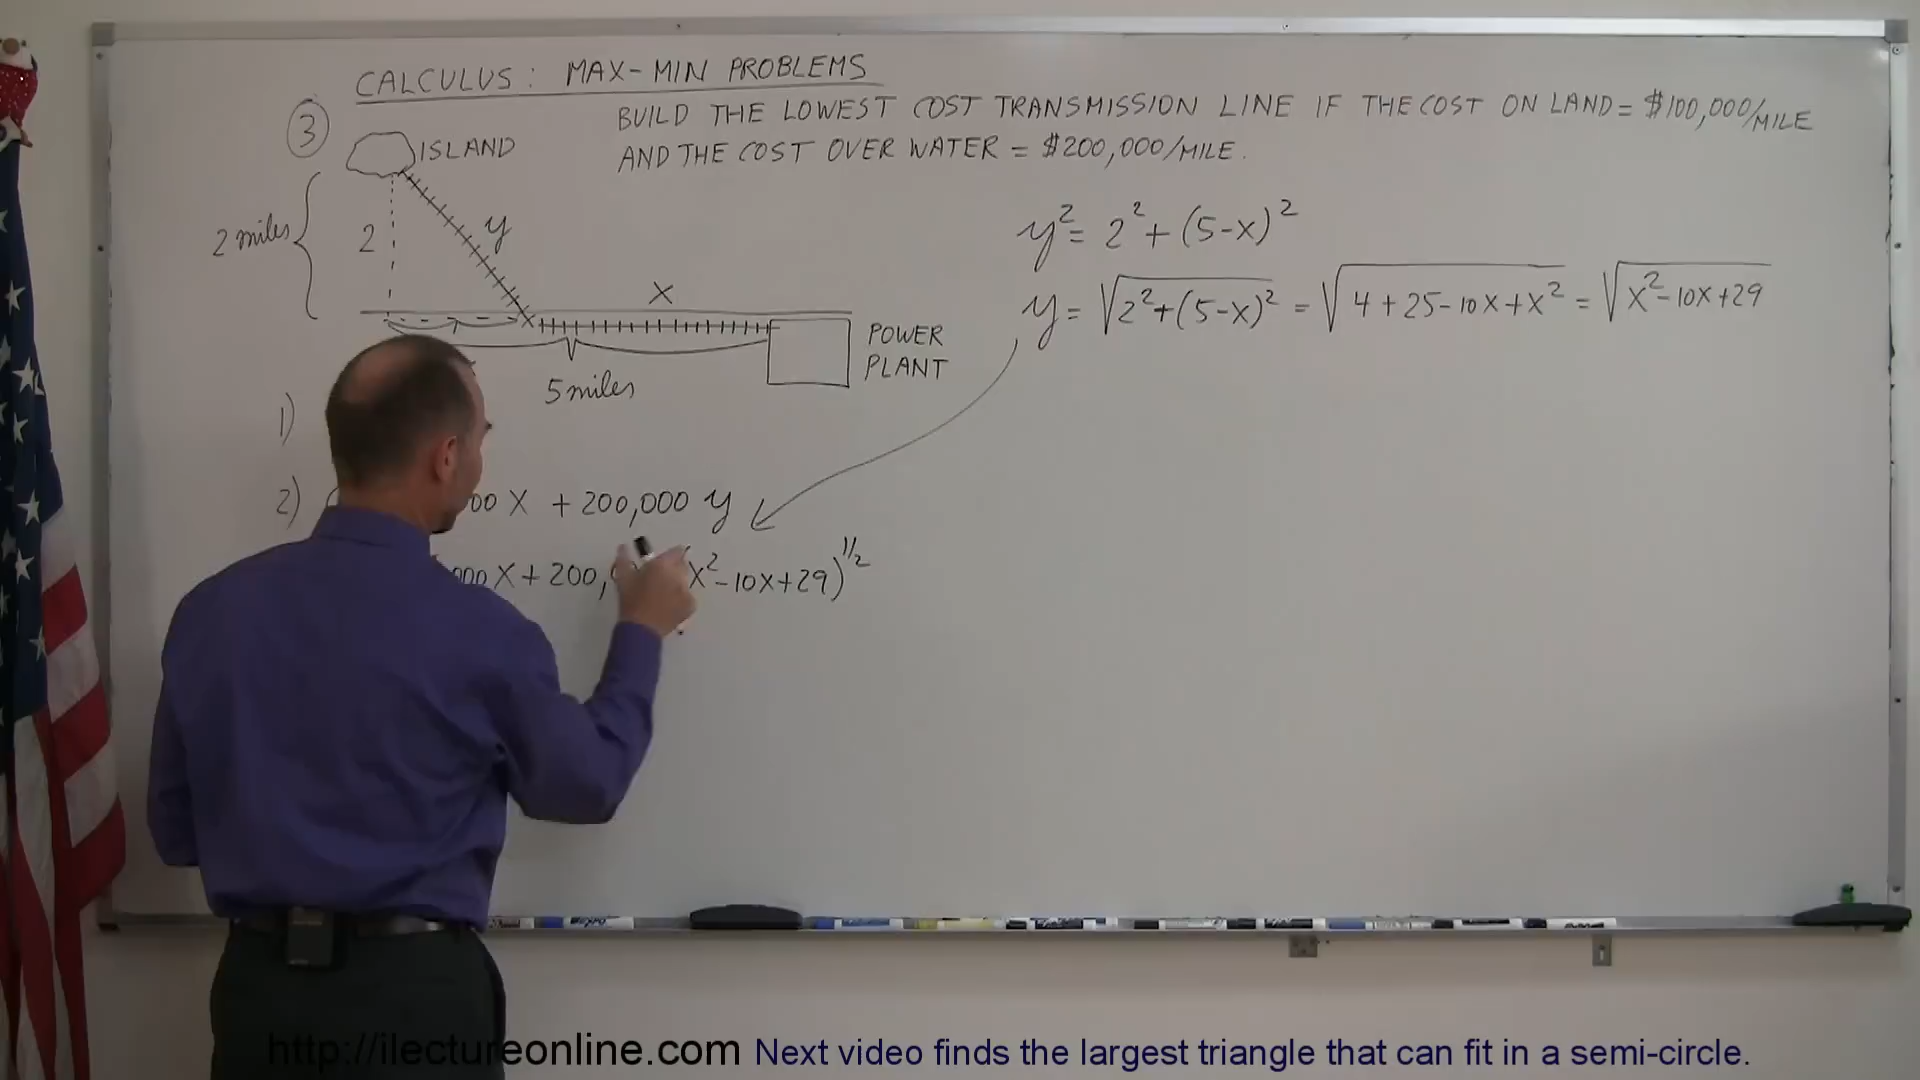 CALCULUS: MAX-MIN PROBLEMS
3
BUILD THE LOWEST COST TRANSMISSION LINE IF THE COST ON LAND = $100,000/MILE
AND THE COST OVER WATER = $200,000/MILE.
ISLAND
2 miles
2
y
x
POWER
PLANT
5 miles
y² = 2² + (5-x)²
y = √(2²+(5-x)²) = √(4+25-10x+x²) = √(x²-10x+29)
1)
2)
00 X + 200,000 y
000 X + 200, x²-10x+29)^1/2
http://ilectureonline.com Next video finds the largest triangle that can fit in a semi-circle.